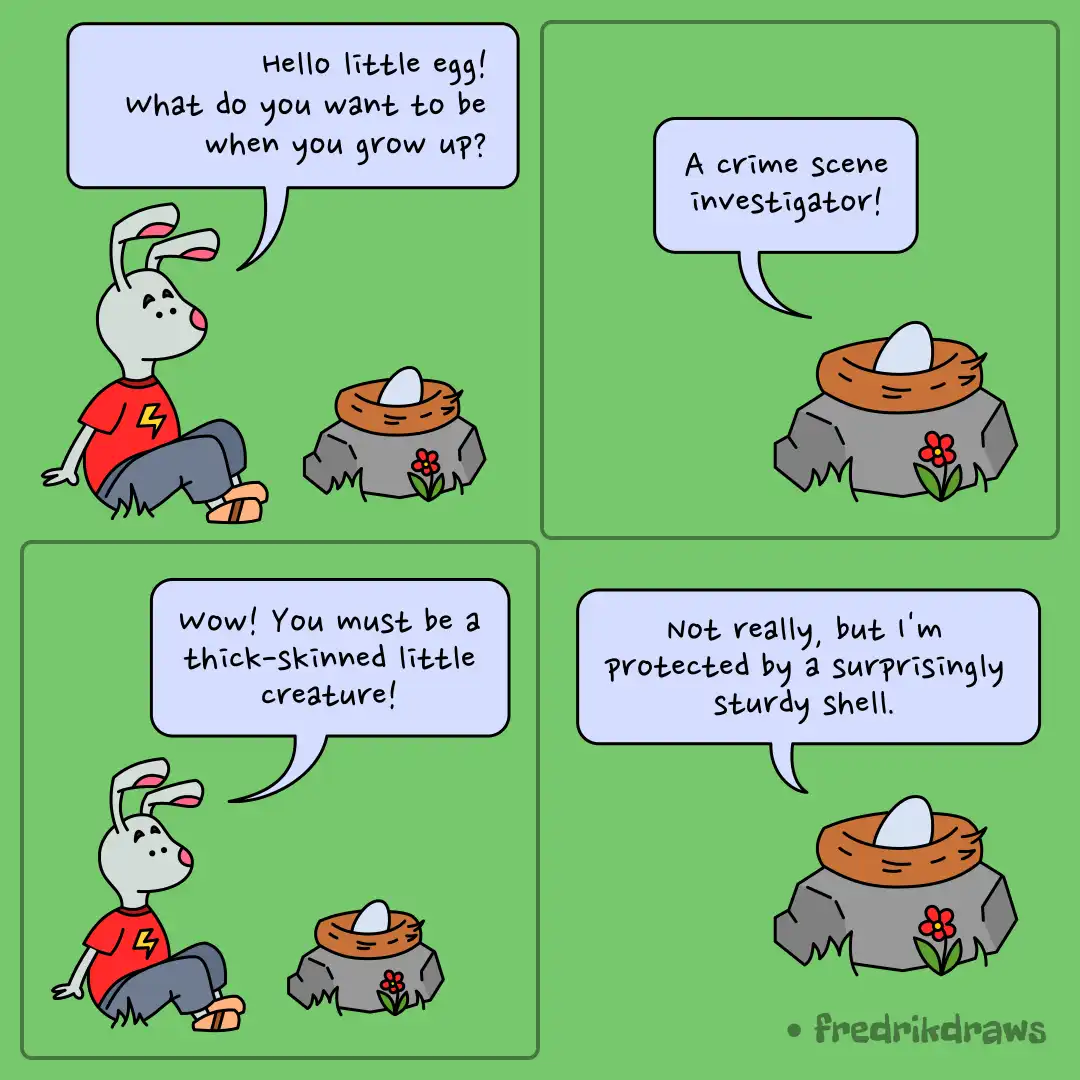 Hello little egg!
What do you want to be
when you grow up?
A crime scene
investigator!
Wow! You must be a
thick-skinned little
creature!
Not really, but I'm
protected by a surprisingly
sturdy shell.
• fredrikdraws